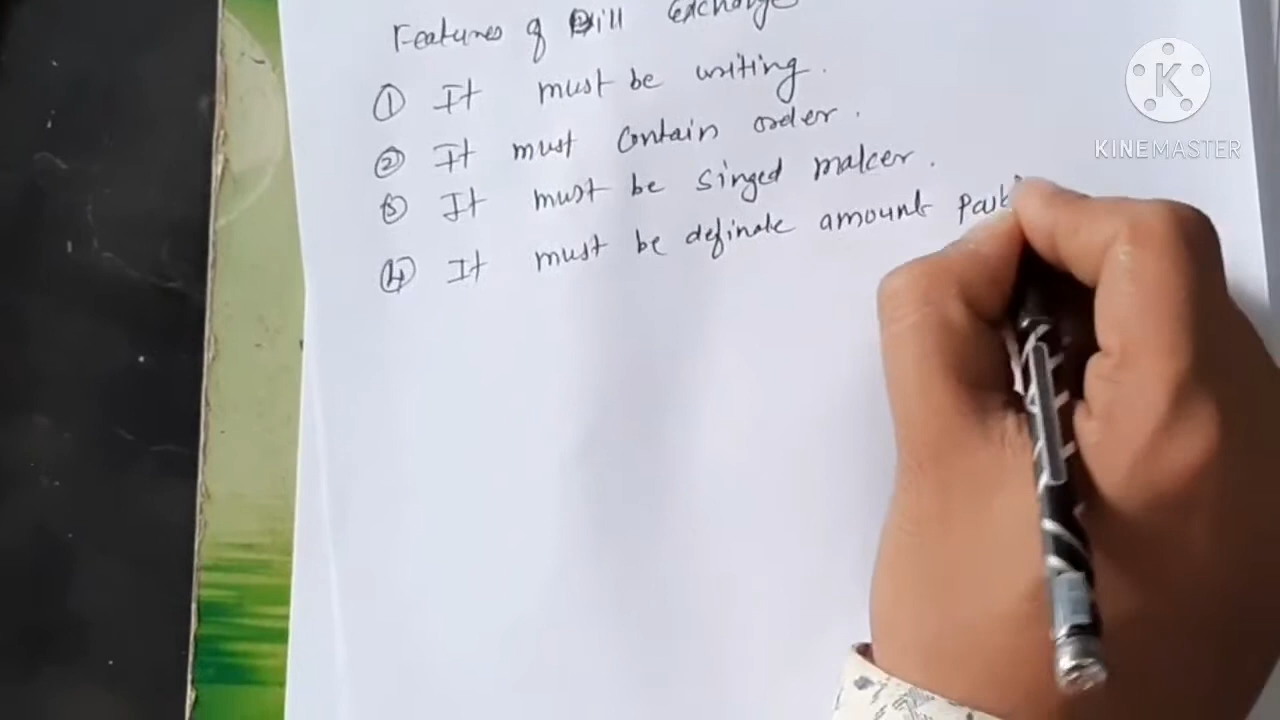 Features of Bill Exchange
① It must be writing.
② It must contain order.
③ It must be singed maker.
④ It must be definate amount
KINEMASTER